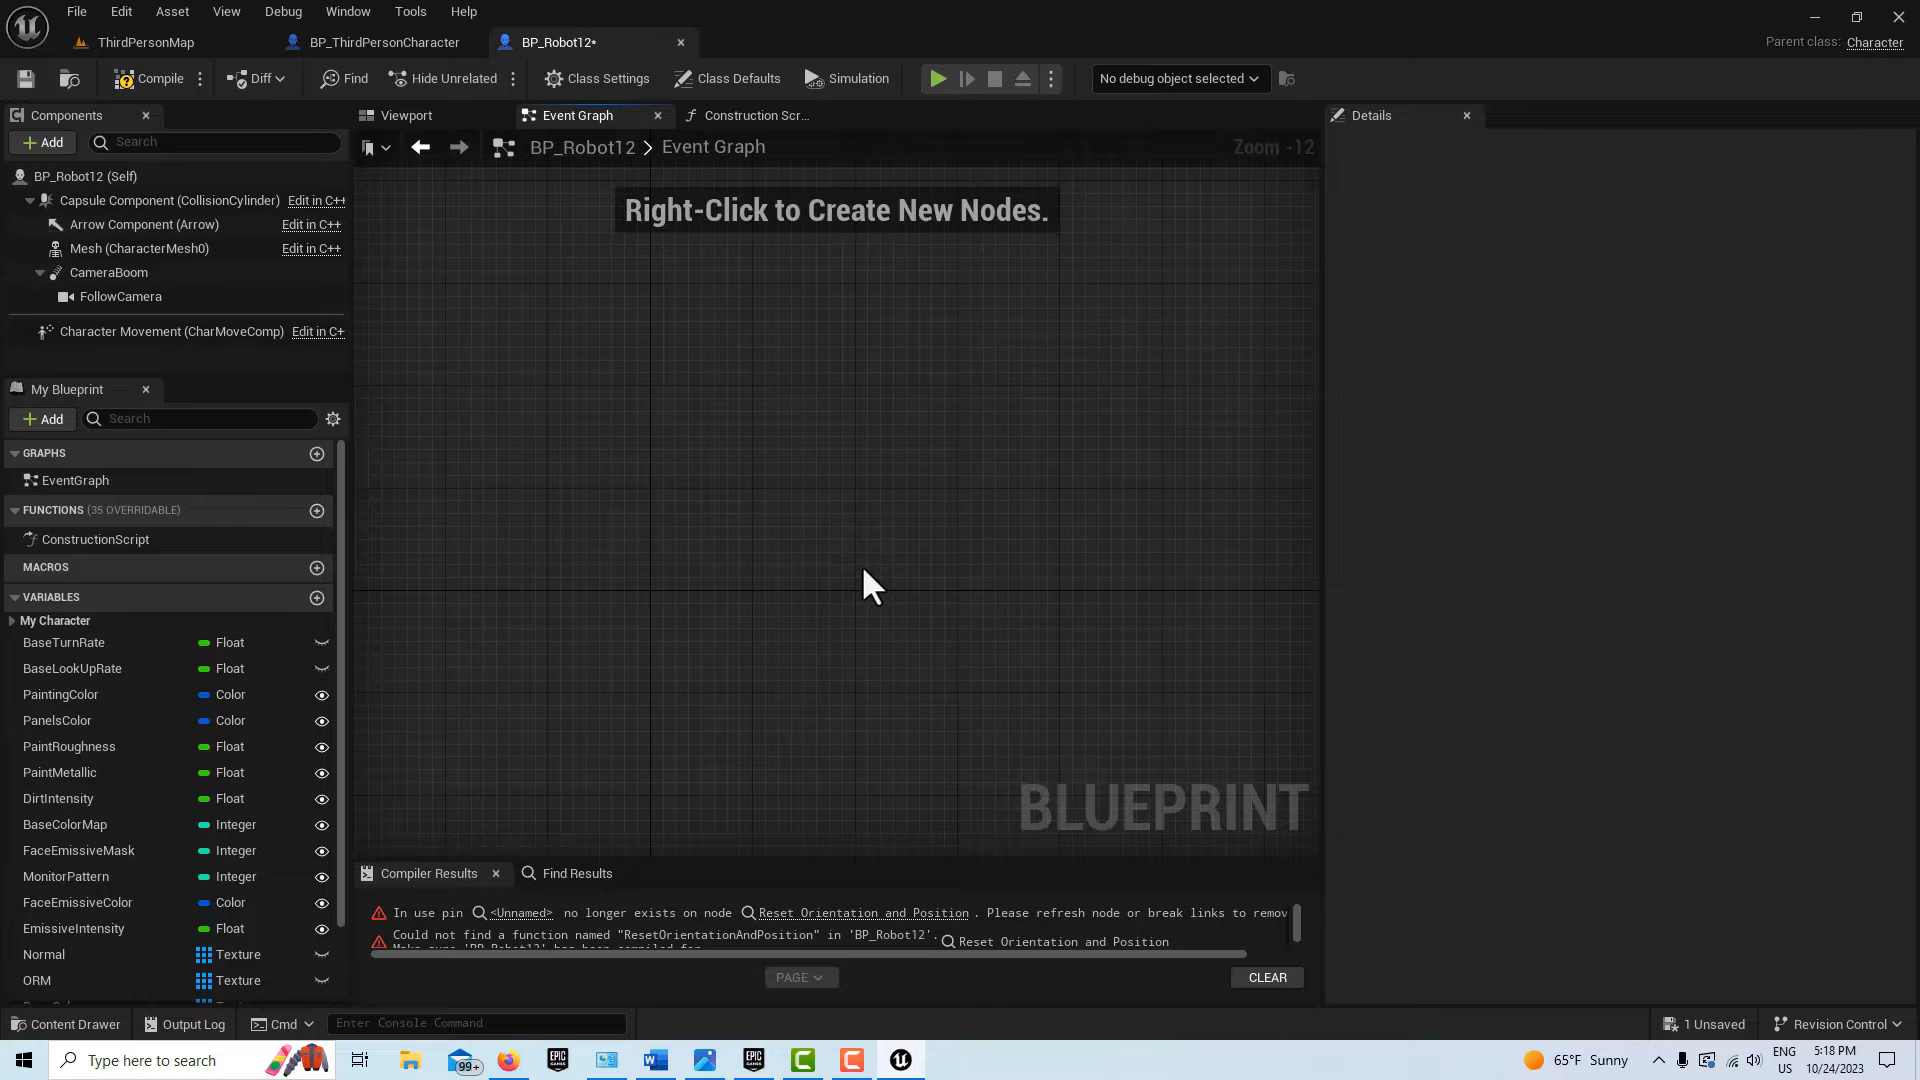 File Edit Asset View Debug Window Tools Help
ThirdPersonMap BP_ThirdPersonCharacter BP_Robot12*
Parent class: Character
Compile Diff Find Hide Unrelated Class Settings Class Defaults Simulation No debug object selected
Components
Add Search
BP_Robot12 (Self)
Capsule Component (CollisionCylinder) Edit in C++
Arrow Component (Arrow) Edit in C++
Mesh (CharacterMesh0) Edit in C++
CameraBoom
FollowCamera
Character Movement (CharMoveComp) Edit in C+
My Blueprint
Add Search
GRAPHS
EventGraph
FUNCTIONS (35 OVERRIDABLE)
ConstructionScript
MACROS
VARIABLES
My Character
BaseTurnRate Float
BaseLookUpRate Float
PaintingColor Color
PanelsColor Color
PaintRoughness Float
PaintMetallic Float
DirtIntensity Float
BaseColorMap Integer
FaceEmissiveMask Integer
MonitorPattern Integer
FaceEmissiveColor Color
EmissiveIntensity Float
Normal Texture
ORM Texture
Viewport Event Graph Construction Scr...
BP_Robot12 > Event Graph
Zoom -12
Right-Click to Create New Nodes.
BLUEPRINT
Details
Compiler Results Find Results
In use pin <Unnamed> no longer exists on node Reset Orientation and Position . Please refresh node or break links to remov
Could not find a function named "ResetOrientationAndPosition" in 'BP_Robot12'.
Make sure 'BP_Robot12' has been compiled for
Reset Orientation and Position
PAGE CLEAR
Content Drawer Output Log Cmd Enter Console Command 1 Unsaved Revision Control
Type here to search 99+ 65°F Sunny ENG US 5:18 PM 10/24/2023